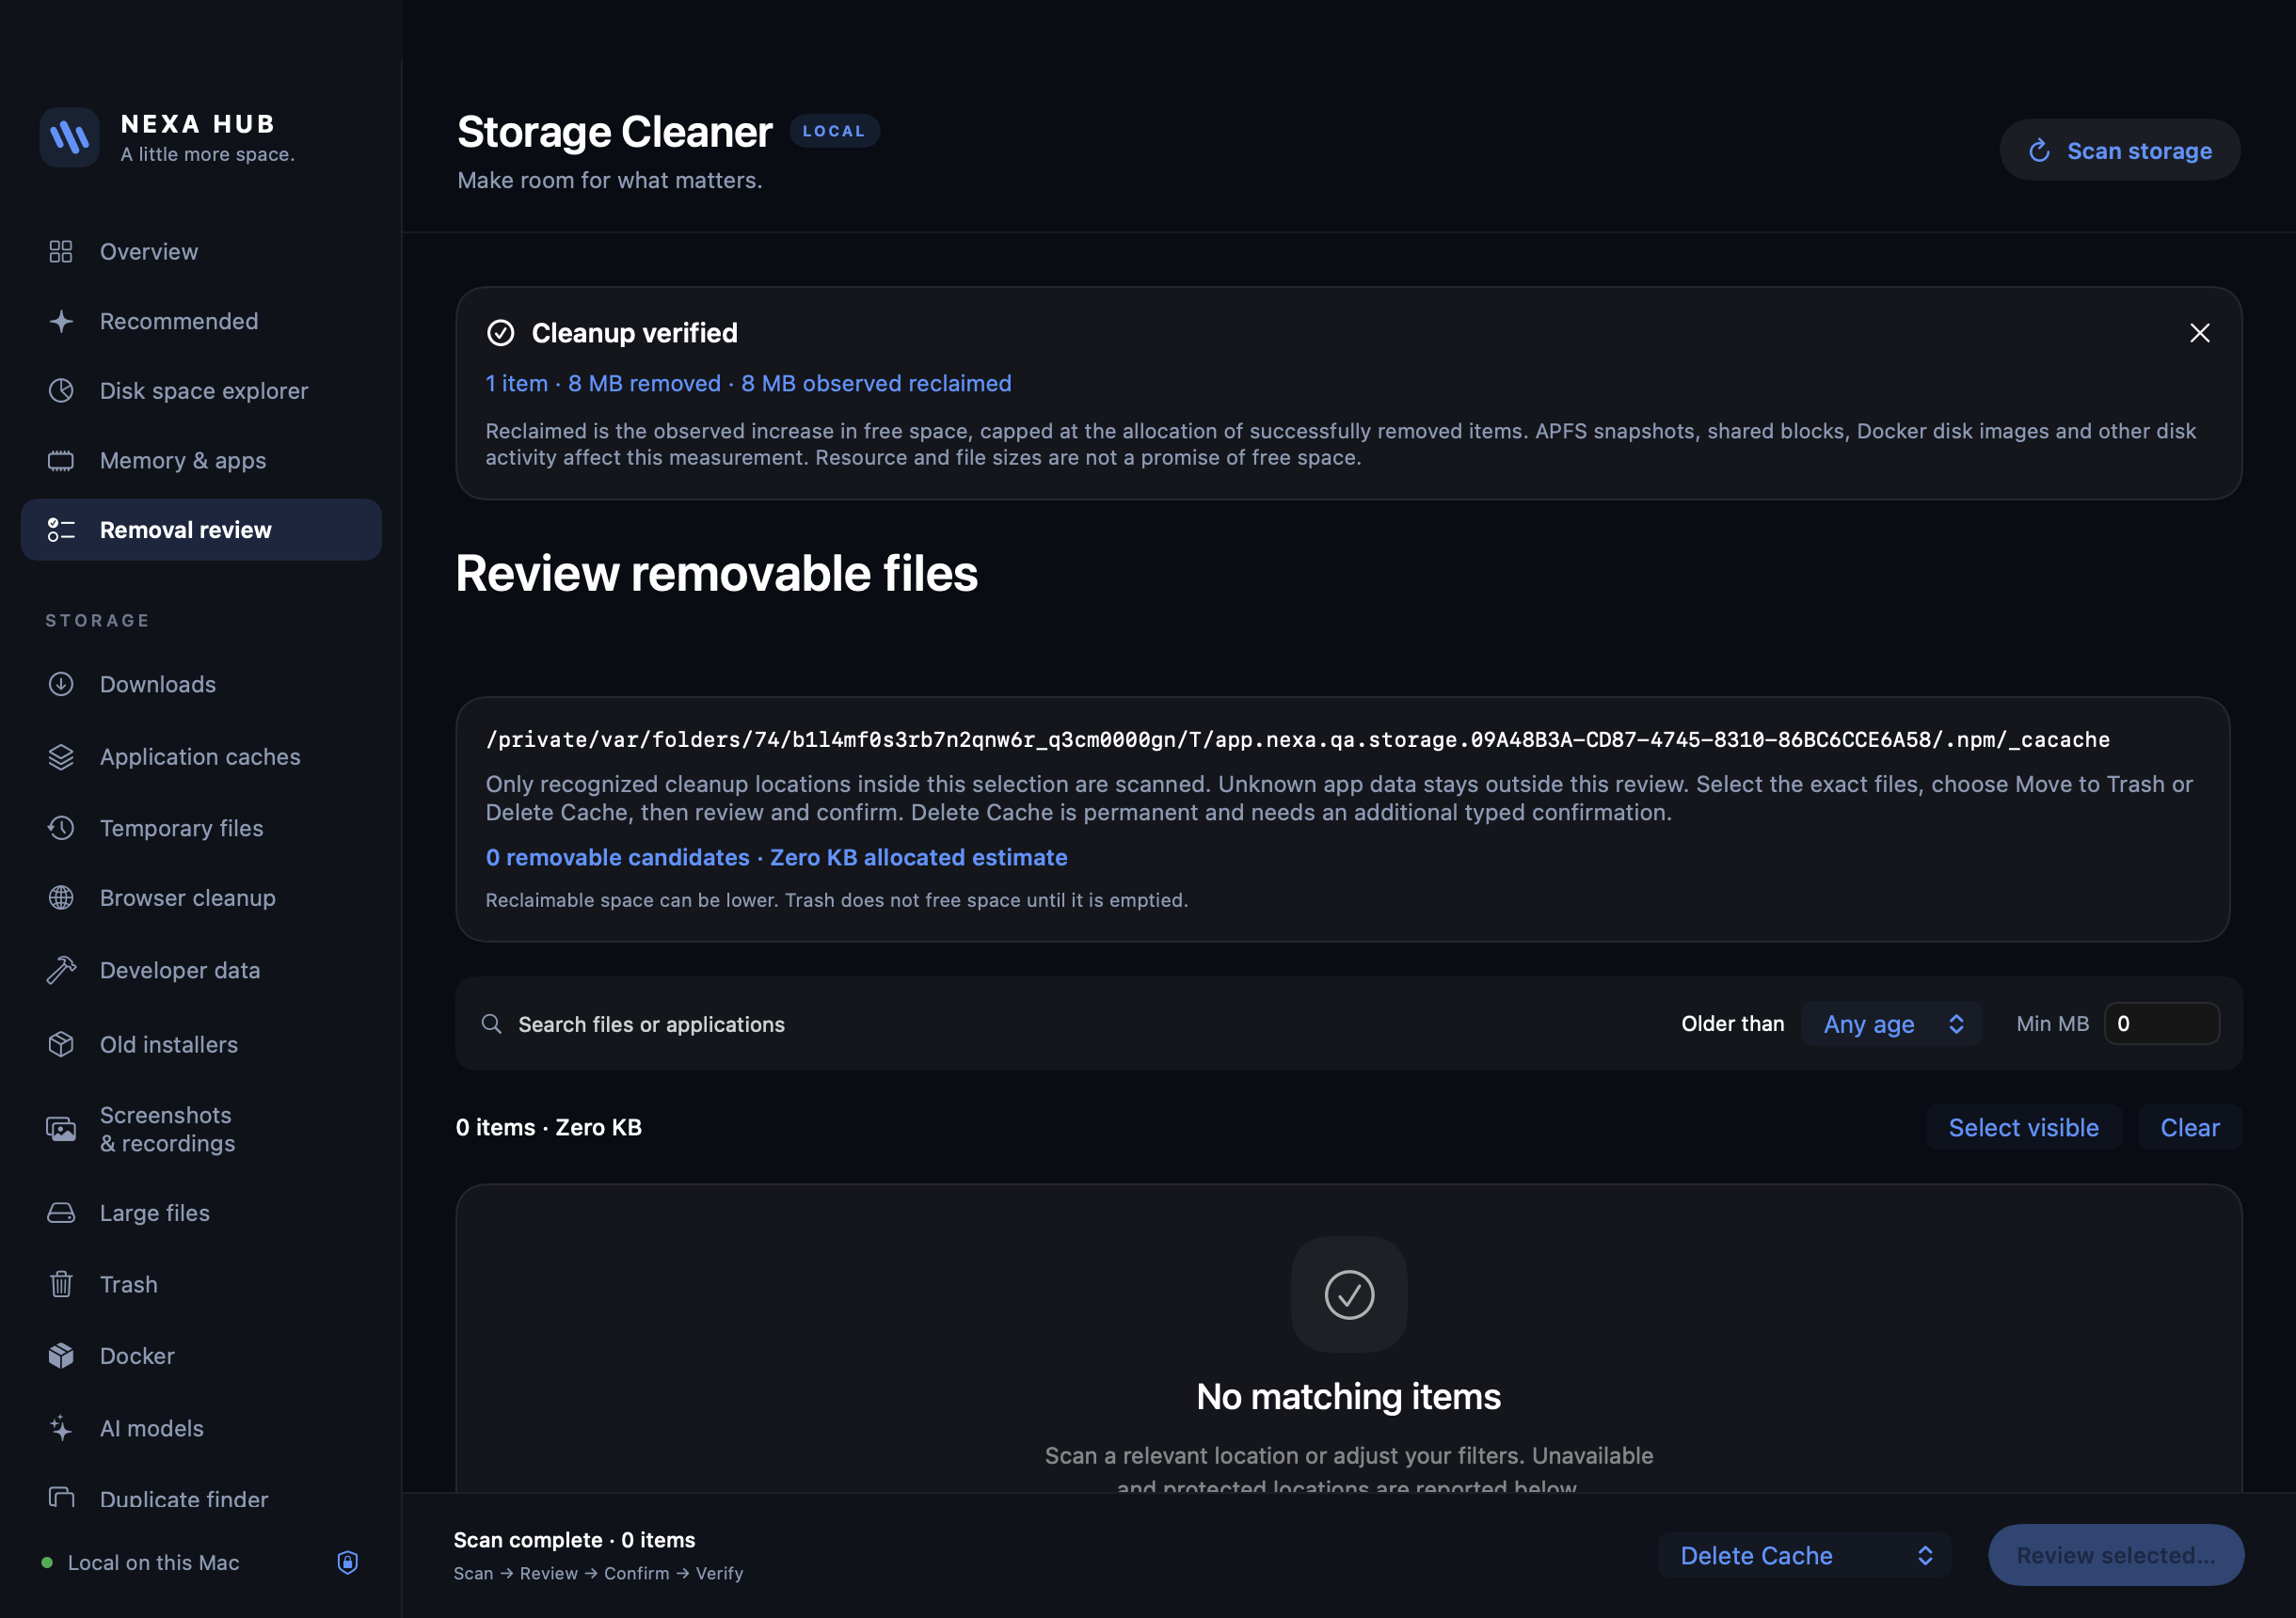 NEXA HUB
A little more space.
Overview
Recommended
Disk space explorer
Memory & apps
Removal review
STORAGE
Downloads
Application caches
Temporary files
Browser cleanup
Developer data
Old installers
Screenshots
& recordings
Large files
Trash
Docker
AI models
Duplicate finder
Local on this Mac
Storage Cleaner LOCAL
Make room for what matters.
Scan storage
Cleanup verified
1 item · 8 MB removed · 8 MB observed reclaimed
Reclaimed is the observed increase in free space, capped at the allocation of successfully removed items. APFS snapshots, shared blocks, Docker disk images and other disk
activity affect this measurement. Resource and file sizes are not a promise of free space.
Review removable files
/private/var/folders/74/b1l4mf0s3rb7n2qnw6r_q3cm0000gn/T/app.nexa.qa.storage.09A48B3A-CD87-4745-8310-86BC6CCE6A58/.npm/_cacache
Only recognized cleanup locations inside this selection are scanned. Unknown app data stays outside this review. Select the exact files, choose Move to Trash or
Delete Cache, then review and confirm. Delete Cache is permanent and needs an additional typed confirmation.
0 removable candidates · Zero KB allocated estimate
Reclaimable space can be lower. Trash does not free space until it is emptied.
Search files or applications
Older than Any age Min MB 0
0 items · Zero KB
Select visible Clear
No matching items
Scan a relevant location or adjust your filters. Unavailable
and protected locations are reported below.
Scan complete · 0 items
Scan → Review → Confirm → Verify
Delete Cache
Review selected...